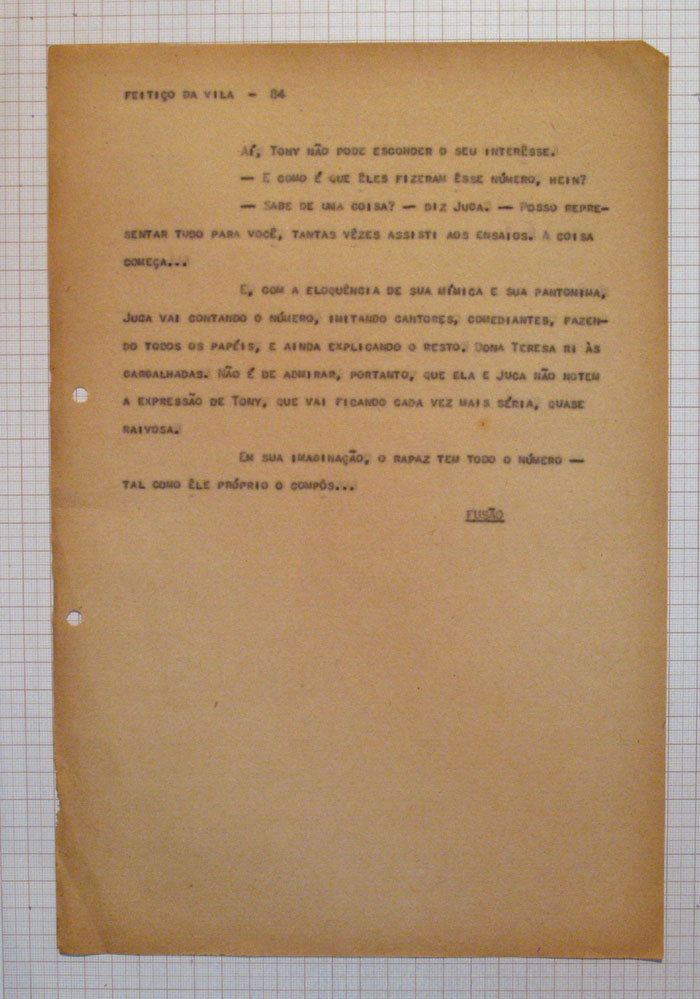 FEITIÇO DA VILA - 84
AÍ, TONY NÃO PODE ESCONDER O SEU INTERÊSSE.
— E COMO É QUE ÊLES FIZERAM ÊSSE NÚMERO, HEIN?
— SABE DE UMA COISA? — DIZ JUCA. — POSSO REPRE-
SENTAR TUDO PARA VOCÊ, TANTAS VÊZES ASSISTI AOS ENSAIOS. A COISA
COMEÇA...
E, COM A ELOQUÊNCIA DE SUA MÍMICA E SUA PANTOMIMA,
JUCA VAI CONTANDO O NÚMERO, IMITANDO CANTORES, COMEDIANTES, FAZEN-
DO TODOS OS PAPÉIS, E AINDA EXPLICANDO O RESTO. DONA TERESA RI ÀS
GARGALHADAS. NÃO É DE ADMIRAR, PORTANTO, QUE ELA E JUCA NÃO NOTEM
A EXPRESSÃO DE TONY, QUE VAI FICANDO CADA VEZ MAIS SÉRIA, QUASE
RAIVOSA.
EM SUA IMAGINAÇÃO, O RAPAZ TEM TODO O NÚMERO —
TAL COMO ÊLE PRÓPRIO O COMPÔS...
FUSÃO